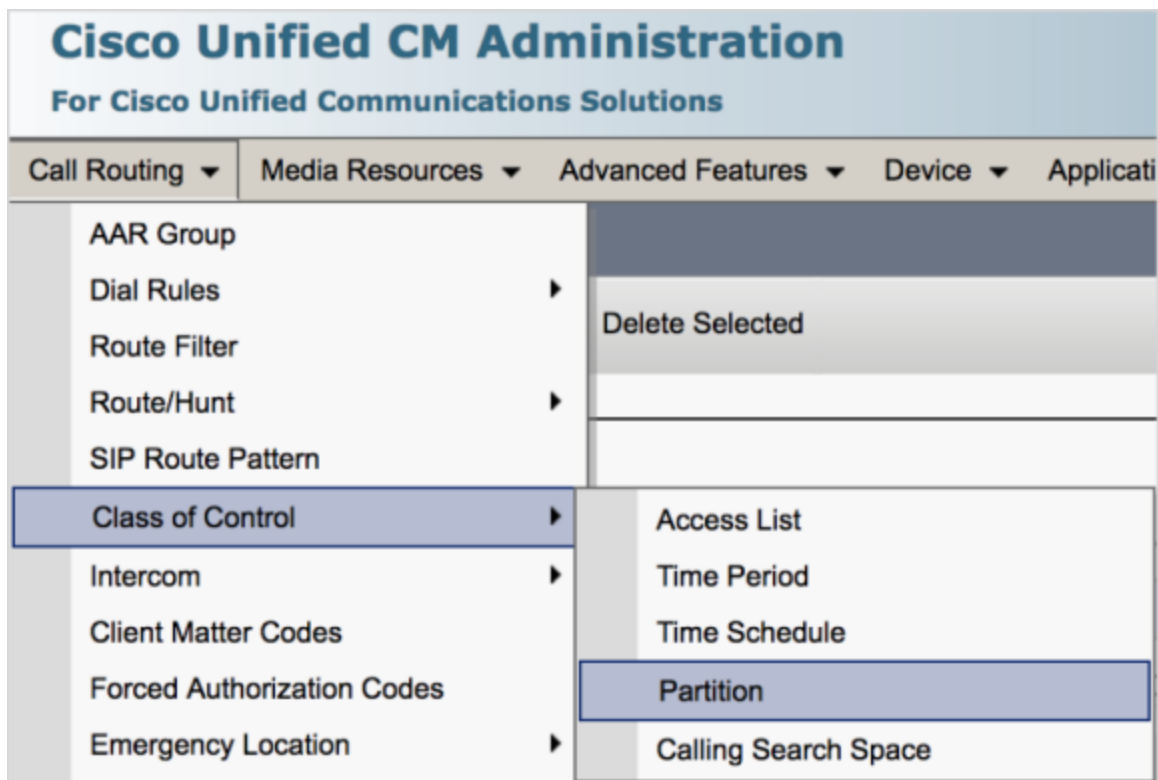 Cisco Unified CM Administration
For Cisco Unified Communications Solutions
Call Routing Media Resources Advanced Features Device Applicati
AAR Group
Dial Rules
Delete Selected
Route Filter
Route/Hunt
SIP Route Pattern
Class of Control
Access List
Intercom
Time Period
Client Matter Codes
Time Schedule
Forced Authorization Codes
Partition
Emergency Location
Calling Search Space